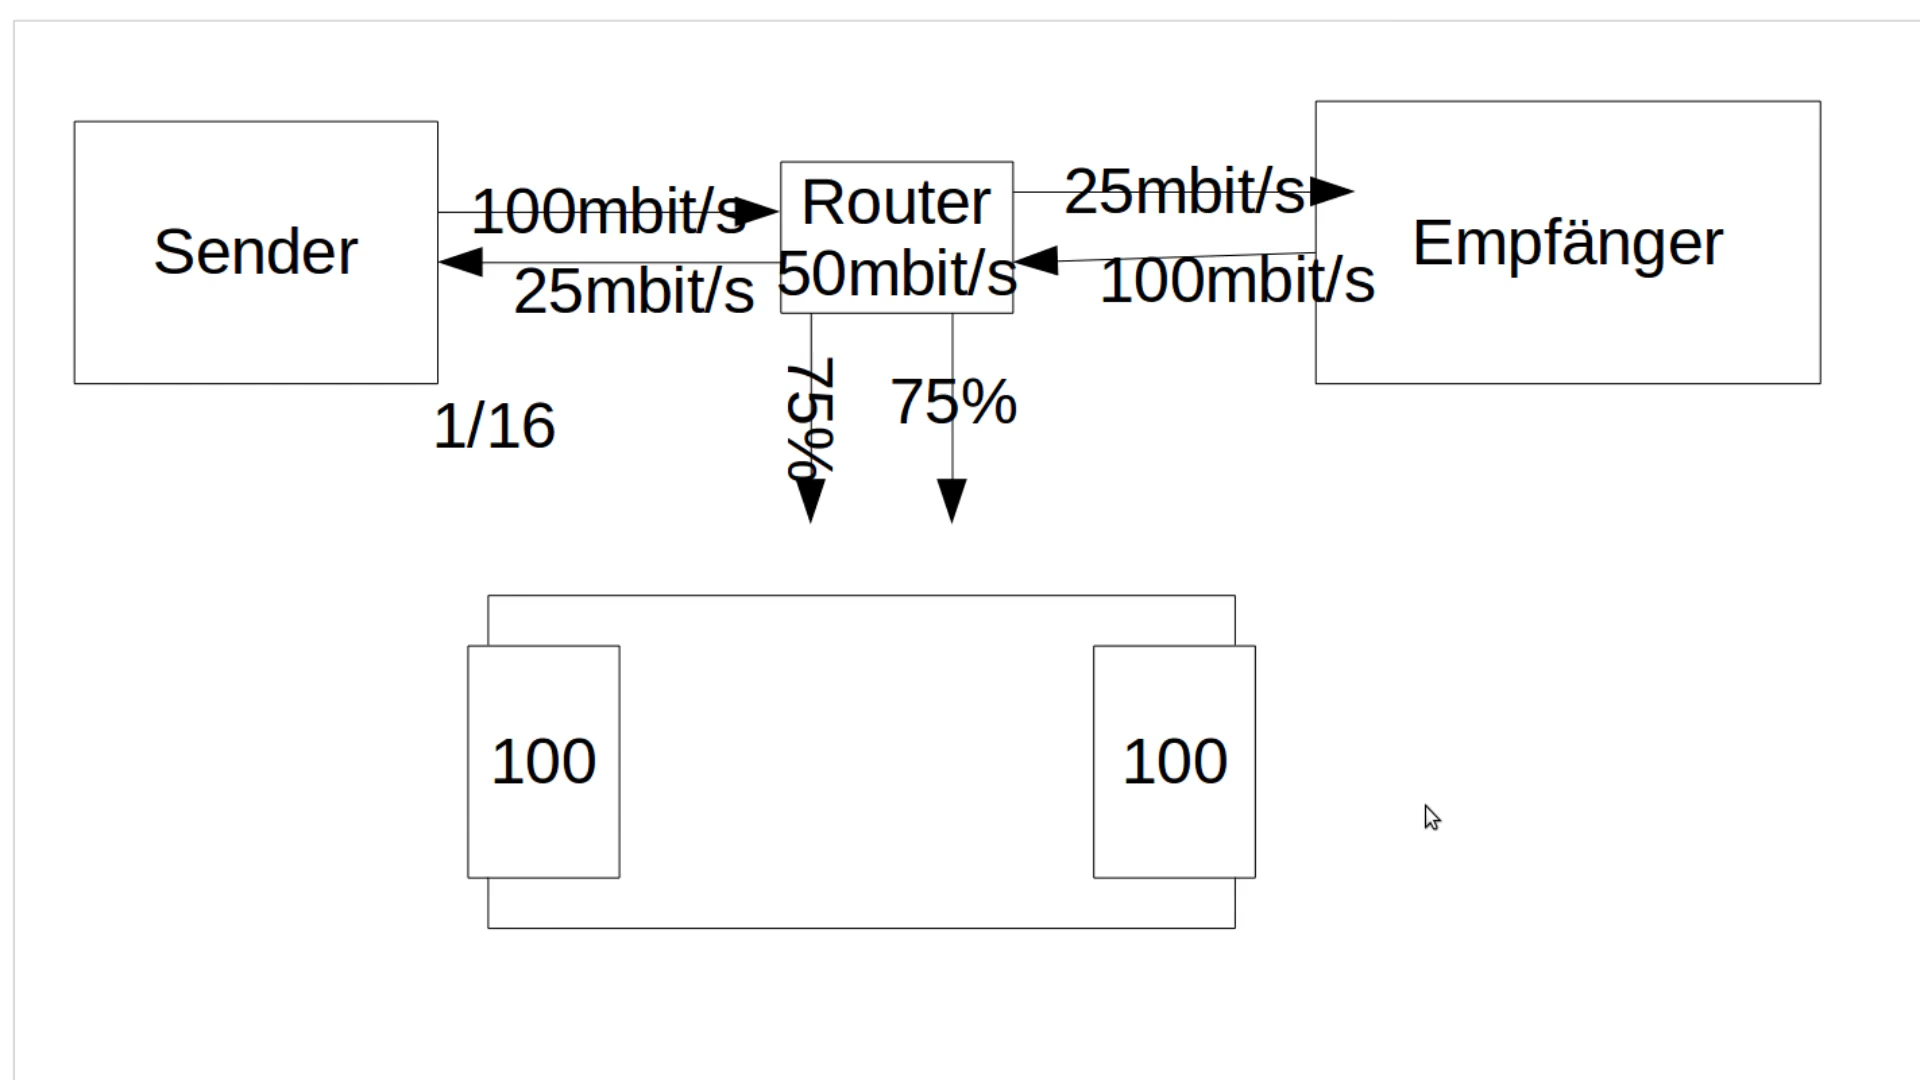 Sender
100mbit/s
25mbit/s
Router
50mbit/s
25mbit/s
100mbit/s
Empfänger
1/16
75%
75%
100
100